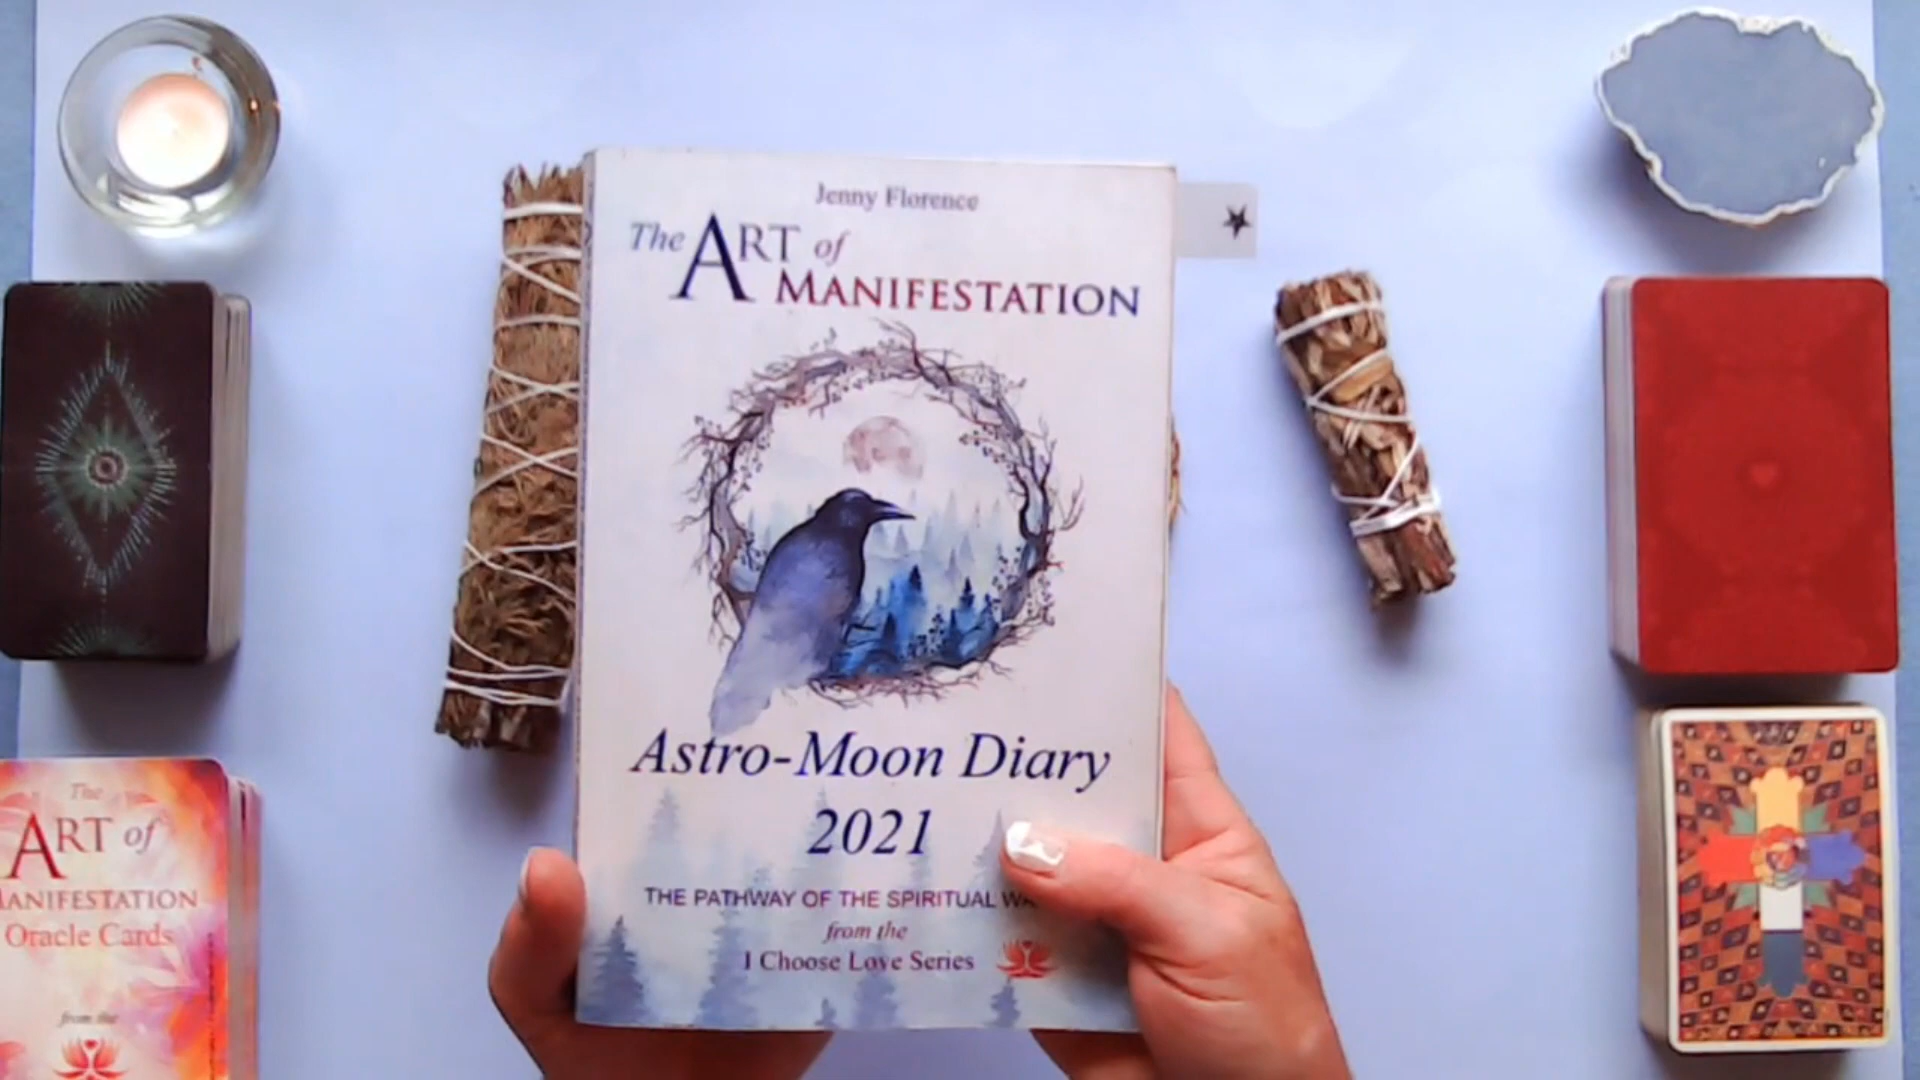 Jenny Florence
The ART of
MANIFESTATION
Astro-Moon Diary
2021
THE PATHWAY OF THE SPIRITUAL
from the
I Choose Love Series
The
ART of
MANIFESTATION
Oracle Cards
from the